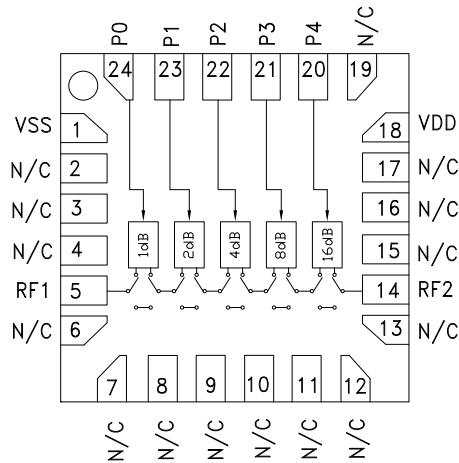 P0 P1 P2 P3 P4 N/C
24 23 22 21 20 19
VSS 1 18 VDD
N/C 2 17 N/C
N/C 3 16 N/C
1dB 2dB 4dB 8dB 16dB
N/C 4 15 N/C
RF1 5 14 RF2
N/C 6 13 N/C
7 8 9 10 11 12
N/C N/C N/C N/C N/C N/C